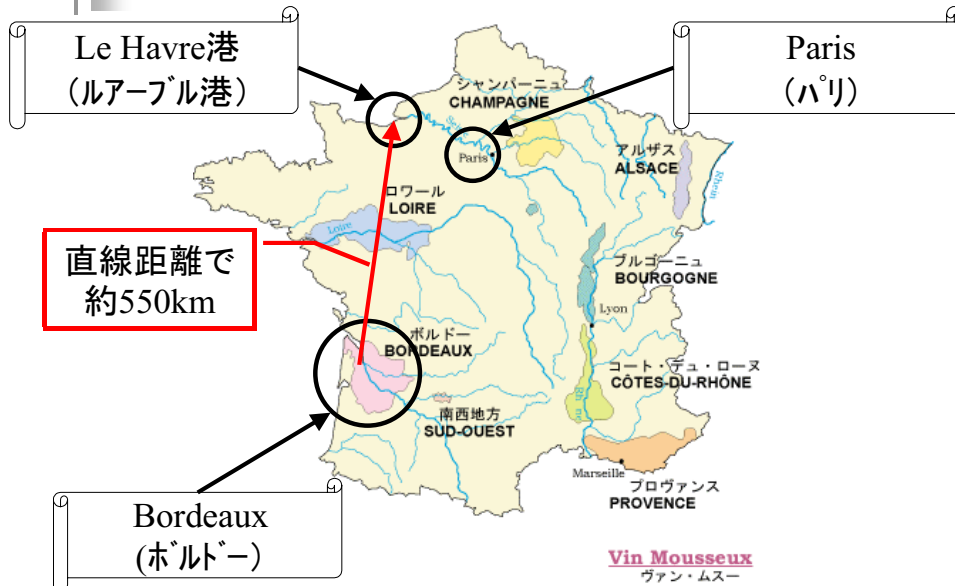 Le Havre港
（ルアーブル港）
Paris
（パリ）
シャンパーニュ
CHAMPAGNE
Seine
Paris
アルザス
ALSACE
Rhein
ロワール
LOIRE
Loire
直線距離で
約550km
ブルゴーニュ
BOURGOGNE
Lyon
ボルドー
BORDEAUX
コート・デュ・ローヌ
CÔTES-DU-RHÔNE
Rhône
南西地方
SUD-OUEST
Marseille
プロヴァンス
PROVENCE
Bordeaux
(ボルドー)
Vin Mousseux
ヴァン・ムスー